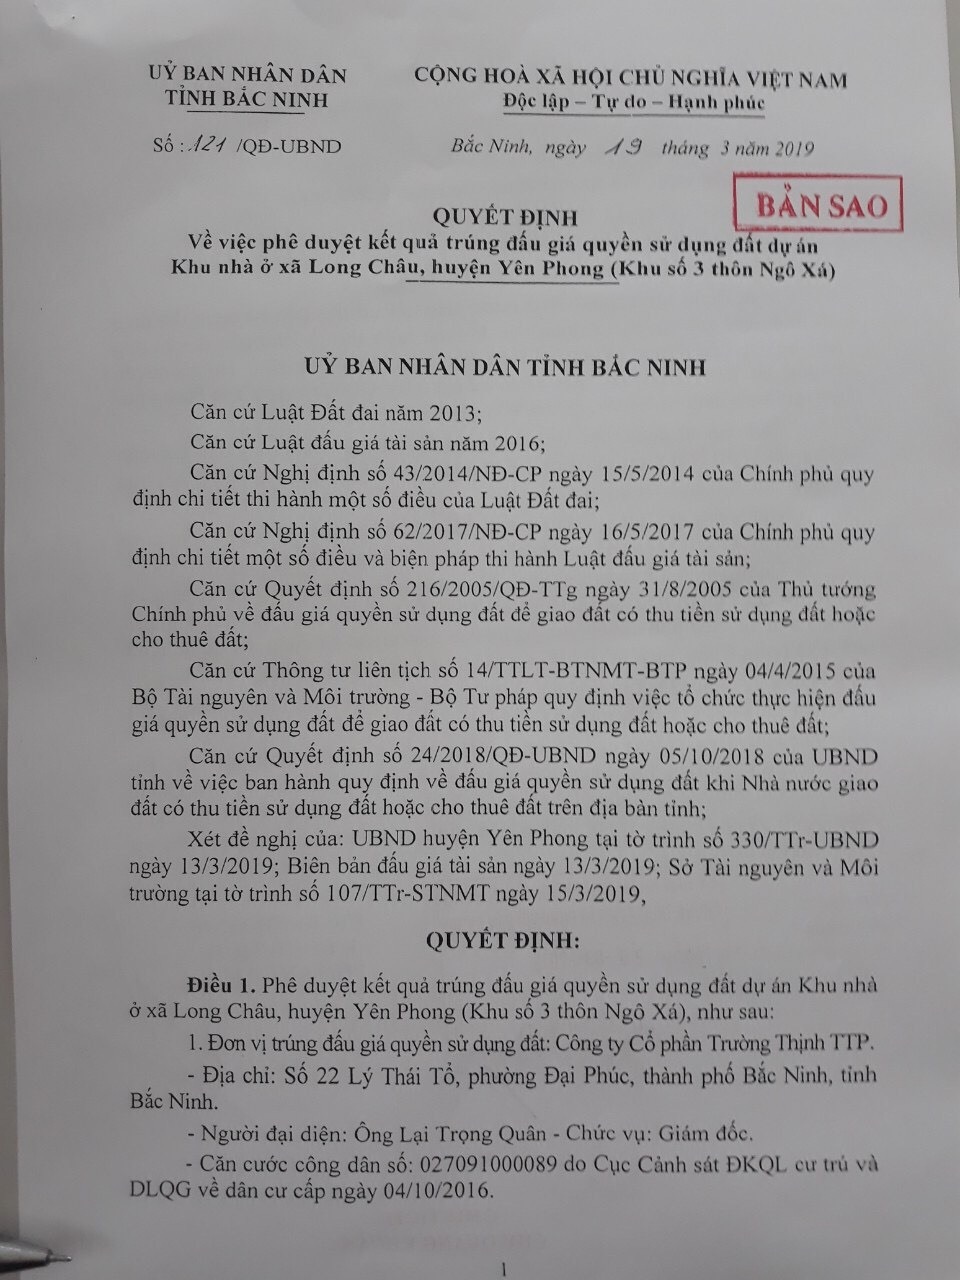 UỶ BAN NHÂN DÂN
TỈNH BẮC NINH
CỘNG HOÀ XÃ HỘI CHỦ NGHĨA VIỆT NAM
Độc lập – Tự do – Hạnh phúc
Số : 121 /QĐ-UBND
Bắc Ninh, ngày 19 tháng 3 năm 2019
BẢN SAO
QUYẾT ĐỊNH
Về việc phê duyệt kết quả trúng đấu giá quyền sử dụng đất dự án
Khu nhà ở xã Long Châu, huyện Yên Phong (Khu số 3 thôn Ngô Xá)
UỶ BAN NHÂN DÂN TỈNH BẮC NINH
Căn cứ Luật Đất đai năm 2013;
Căn cứ Luật đấu giá tài sản năm 2016;
Căn cứ Nghị định số 43/2014/NĐ-CP ngày 15/5/2014 của Chính phủ quy
định chi tiết thi hành một số điều của Luật Đất đai;
Căn cứ Nghị định số 62/2017/NĐ-CP ngày 16/5/2017 của Chính phủ quy
định chi tiết một số điều và biện pháp thi hành Luật đấu giá tài sản;
Căn cứ Quyết định số 216/2005/QĐ-TTg ngày 31/8/2005 của Thủ tướng
Chính phủ về đấu giá quyền sử dụng đất để giao đất có thu tiền sử dụng đất hoặc
cho thuê đất;
Căn cứ Thông tư liên tịch số 14/TTLT-BTNMT-BTP ngày 04/4/2015 của
Bộ Tài nguyên và Môi trường - Bộ Tư pháp quy định việc tổ chức thực hiện đấu
giá quyền sử dụng đất để giao đất có thu tiền sử dụng đất hoặc cho thuê đất;
Căn cứ Quyết định số 24/2018/QĐ-UBND ngày 05/10/2018 của UBND
tỉnh về việc ban hành quy định về đấu giá quyền sử dụng đất khi Nhà nước giao
đất có thu tiền sử dụng đất hoặc cho thuê đất trên địa bàn tỉnh;
Xét đề nghị của: UBND huyện Yên Phong tại tờ trình số 330/TTr-UBND
ngày 13/3/2019; Biên bản đấu giá tài sản ngày 13/3/2019; Sở Tài nguyên và Môi
trường tại tờ trình số 107/TTr-STNMT ngày 15/3/2019,
QUYẾT ĐỊNH:
Điều 1. Phê duyệt kết quả trúng đấu giá quyền sử dụng đất dự án Khu nhà
ở xã Long Châu, huyện Yên Phong (Khu số 3 thôn Ngô Xá), như sau:
1. Đơn vị trúng đấu giá quyền sử dụng đất: Công ty Cổ phần Trường Thịnh TTP.
- Địa chỉ: Số 22 Lý Thái Tổ, phường Đại Phúc, thành phố Bắc Ninh, tỉnh
Bắc Ninh.
- Người đại diện: Ông Lại Trọng Quân - Chức vụ: Giám đốc.
- Căn cước công dân số: 027091000089 do Cục Cảnh sát ĐKQL cư trú và
DLQG về dân cư cấp ngày 04/10/2016.
1